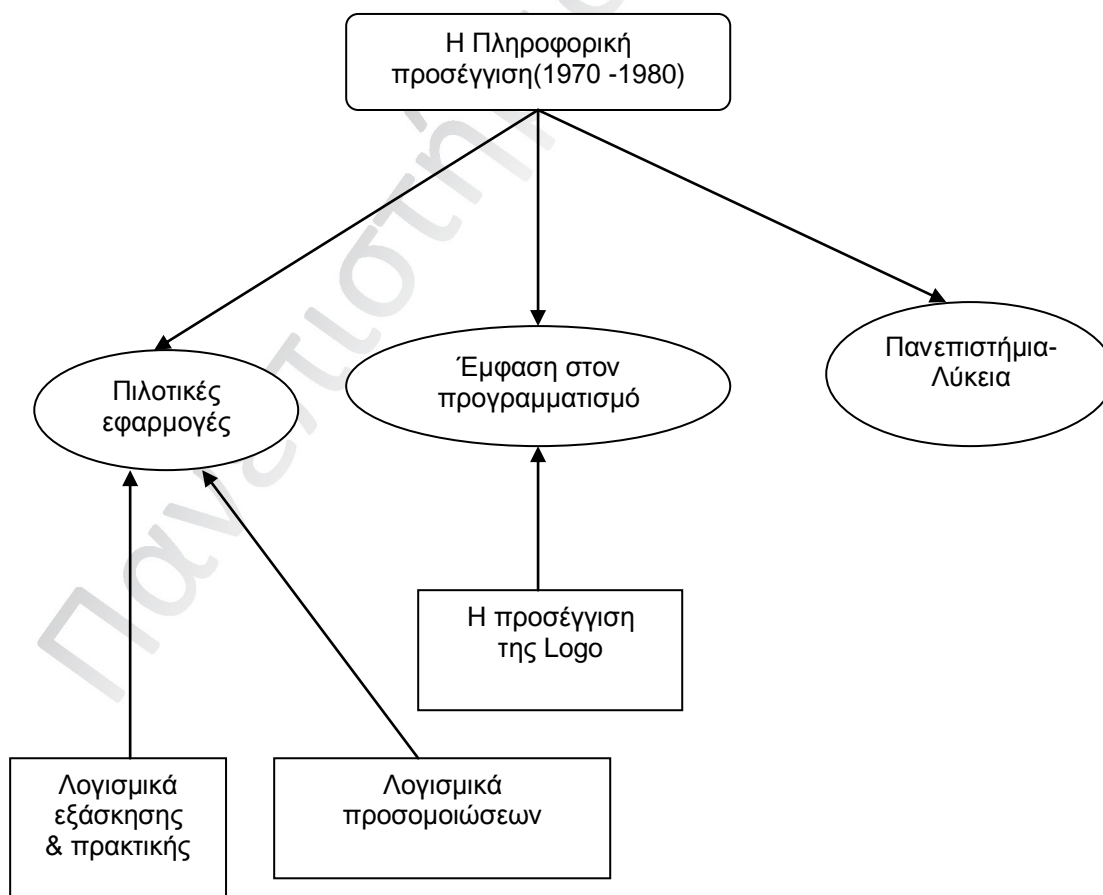 Η Πληροφορική
προσέγγιση(1970 -1980)
Πιλοτικές
εφαρμογές
Έμφαση στον
προγραμματισμό
Πανεπιστήμια-
Λύκεια
Η προσέγγιση
της Logo
Λογισμικά
εξάσκησης
& πρακτικής
Λογισμικά
προσομοιώσεων